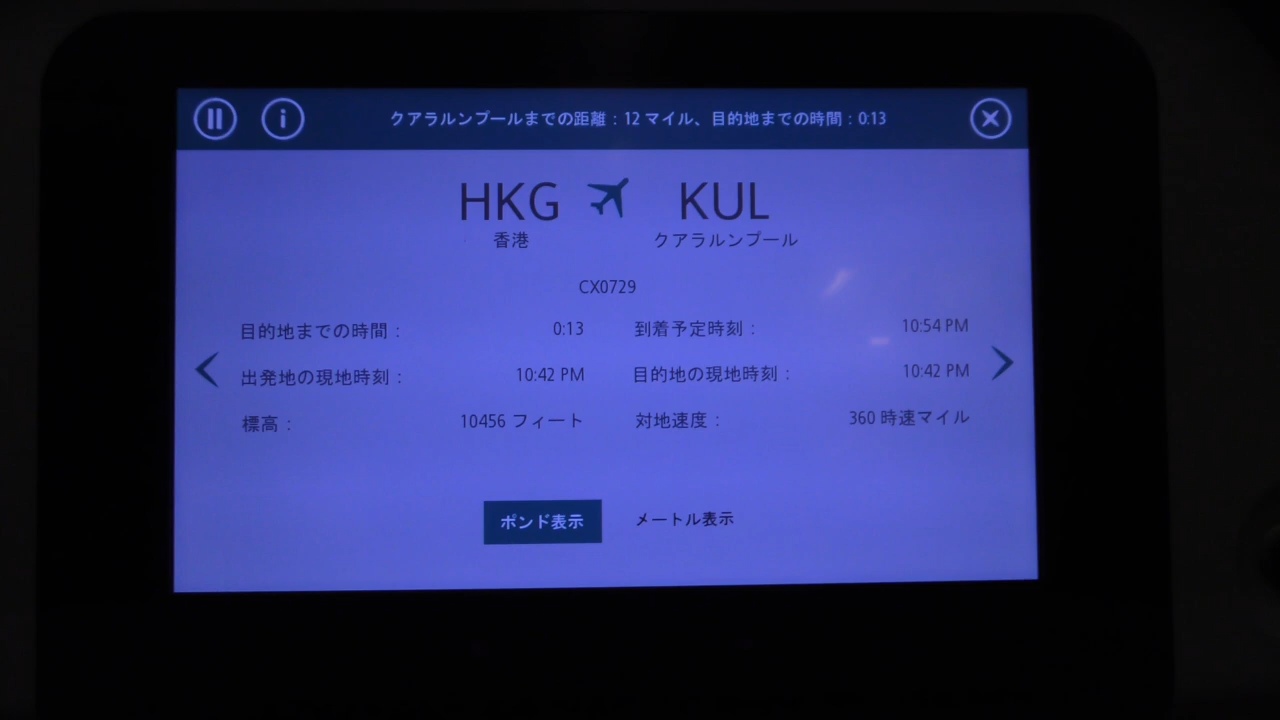 クアラルンプールまでの距離：12 マイル、目的地までの時間：0:13
HKG KUL
香港 クアラルンプール
CX0729
目的地までの時間： 0:13 到着予定時刻： 10:54 PM
出発地の現地時刻： 10:42 PM 目的地の現地時刻： 10:42 PM
標高： 10456 フィート 対地速度： 360 時速マイル
ポンド表示 メートル表示